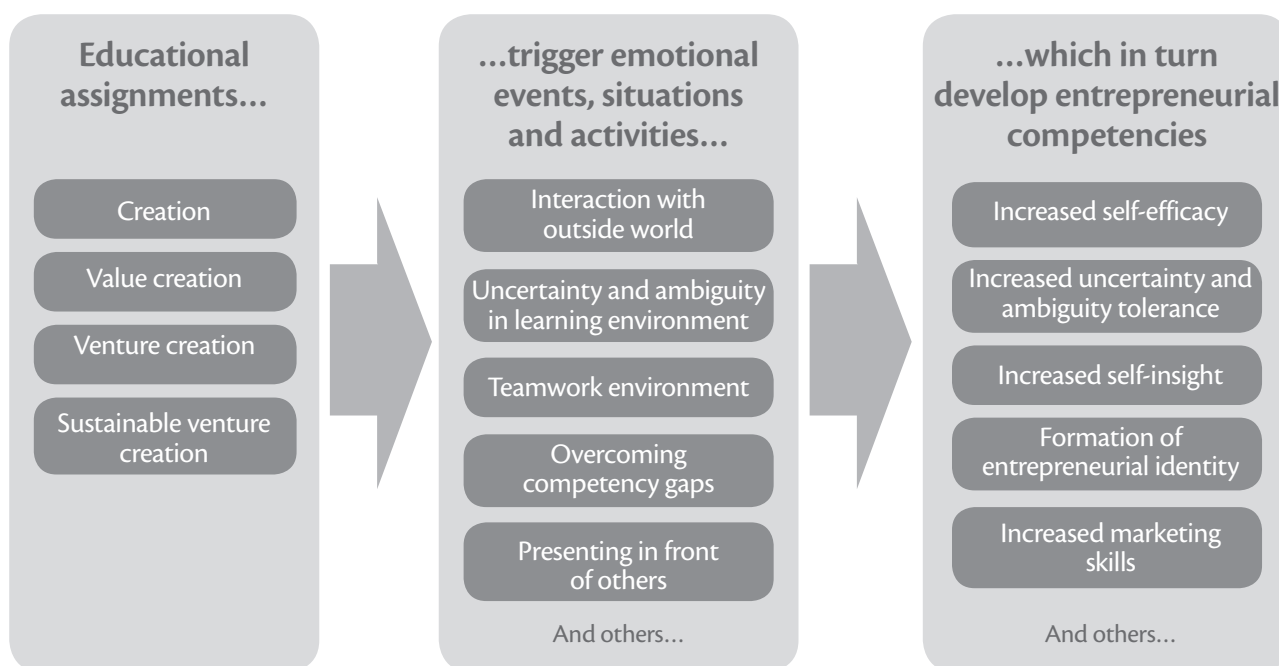 Educational
assignments…
Creation
Value creation
Venture creation
Sustainable venture
creation
…trigger emotional
events, situations
and activities…
Interaction with
outside world
Uncertainty and ambiguity
in learning environment
Teamwork environment
Overcoming
competency gaps
Presenting in front
of others
And others…
…which in turn
develop entrepreneurial
competencies
Increased self-efficacy
Increased uncertainty and
ambiguity tolerance
Increased self-insight
Formation of
entrepreneurial identity
Increased marketing
skills
And others…